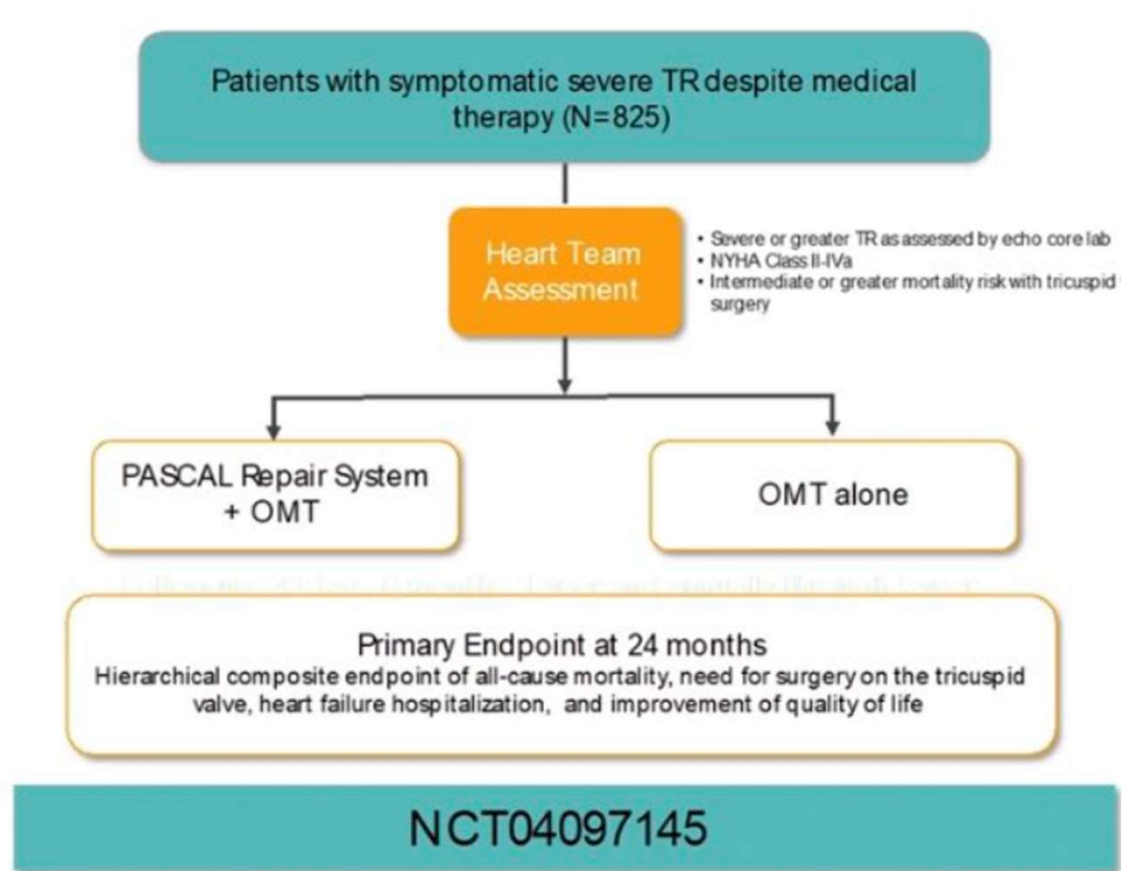 Patients with symptomatic severe TR despite medical
therapy (N=825)
Heart Team
Assessment
• Severe or greater TR as assessed by echo core lab
• NYHA Class II-IVa
• Intermediate or greater mortality risk with tricuspid
surgery
PASCAL Repair System
+ OMT
OMT alone
Primary Endpoint at 24 months
Hierarchical composite endpoint of all-cause mortality, need for surgery on the tricuspid
valve, heart failure hospitalization, and improvement of quality of life
NCT04097145